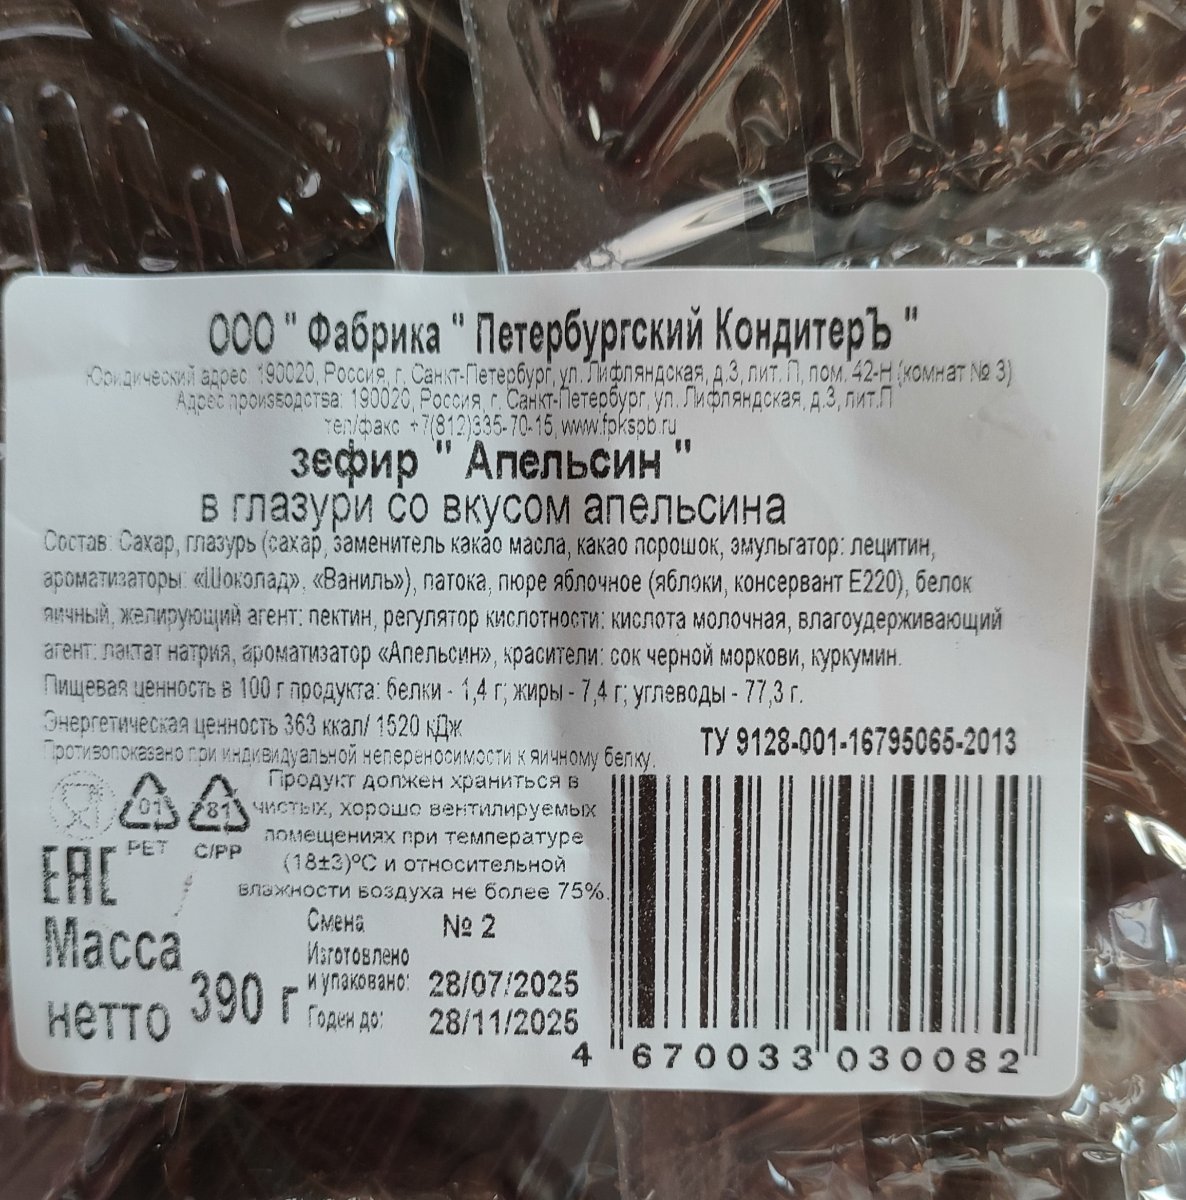 ООО " Фабрика " Петербургский КондитерЪ "
Юридический адрес: 190020, Россия, г. Санкт-Петербург, ул. Лифляндская, д.3, лит. П, пом. 42-Н (комнат № 3)
Адрес производства: 190020, Россия, г. Санкт-Петербург, ул. Лифляндская, д.3, лит.П
тел/факс +7(812)335-70-15, www.fpkspb.ru
зефир " Апельсин "
в глазури со вкусом апельсина
Состав: Сахар, глазурь (сахар, заменитель какао масла, какао порошок, эмульгатор: лецитин,
ароматизаторы: «Шоколад», «Ваниль»), патока, пюре яблочное (яблоки, консервант Е220), белок
яичный, желирующий агент: пектин, регулятор кислотности: кислота молочная, влагоудерживающий
агент: лактат натрия, ароматизатор «Апельсин», красители: сок черной моркови, куркумин.
Пищевая ценность в 100 г продукта: белки - 1,4 г; жиры - 7,4 г; углеводы - 77,3 г.
Энергетическая ценность 363 ккал/ 1520 кДж
Противопоказано при индивидуальной непереносимости к яичному белку.
ТУ 9128-001-16795065-2013
Продукт должен храниться в
чистых, хорошо вентилируемых
помещениях при температуре
(18±3)°С и относительной
влажности воздуха не более 75%.
01
PET
81
C/PP
EAC
Масса
нетто 390 г
Смена № 2
Изготовлено
и упаковано: 28/07/2025
Годен до: 28/11/2025
4 670033 030082